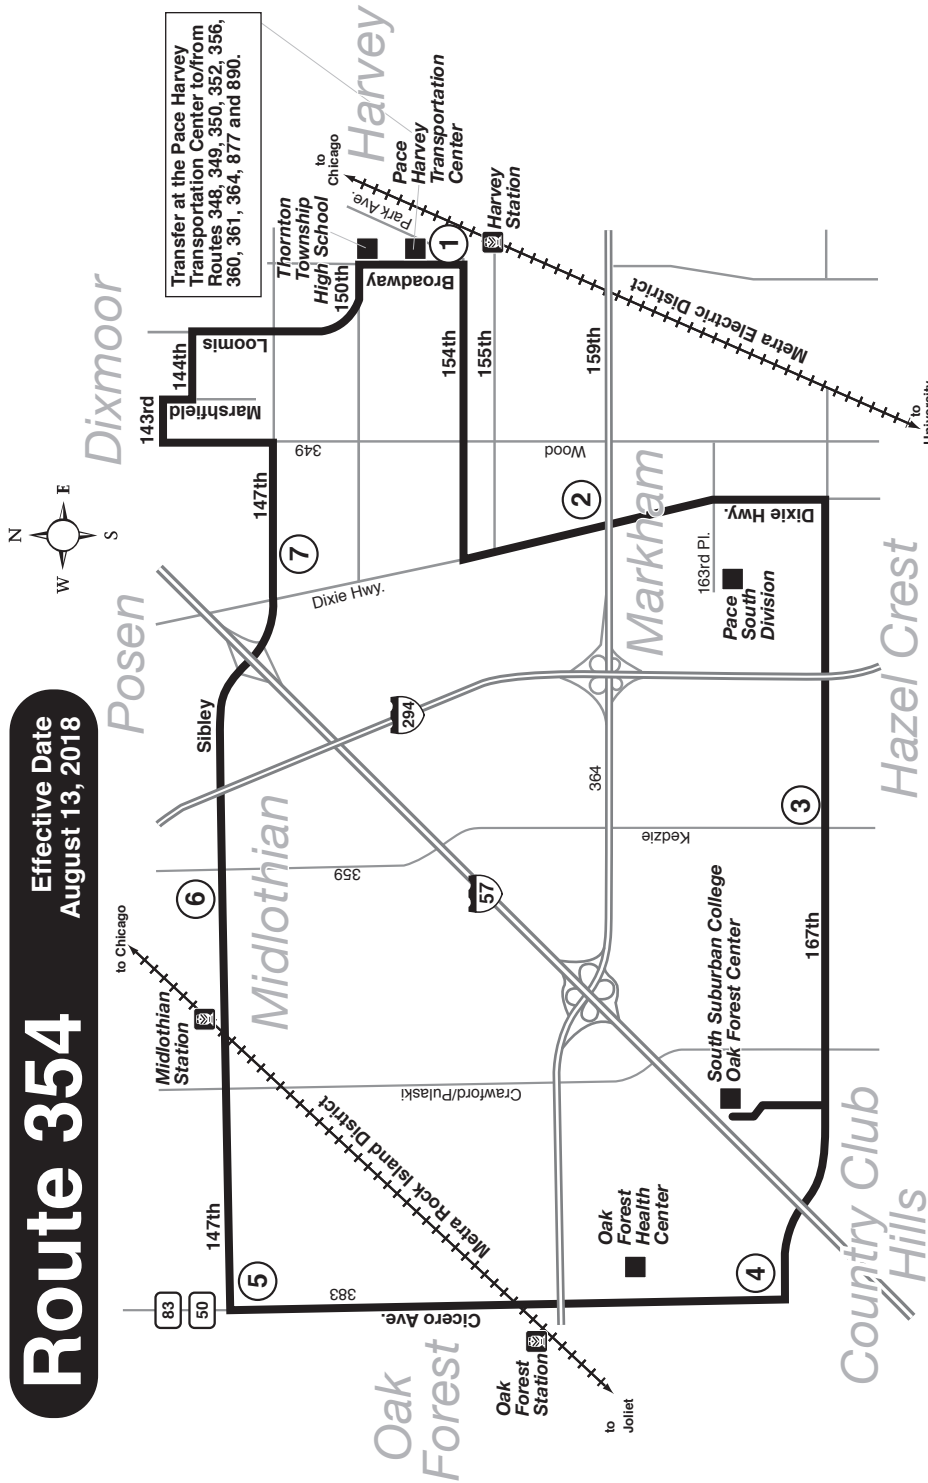 Route 354
Effective Date
August 13, 2018
N
W
E
S
Transfer at the Pace Harvey
Transportation Center to/from
Routes 348, 349, 350, 352, 356,
360, 361, 364, 877 and 890.
Posen
Dixmoor
Harvey
Midlothian
Markham
Hazel Crest
Oak
Forest
Country Club
Hills
to Chicago
Midlothian
Station
83
50
147th
5
383
Cicero Ave.
Metra Rock Island District
Oak
Forest
Station
to
Joliet
6
Sibley
359
Crawford/Pulaski
Kedzie
294
57
364
7
147th
143rd
Marshfield
144th
Loomis
349
150th
Broadway
Thornton
Township
High School
Pace
Harvey
Transportation
Center
Park Ave.
to
Chicago
1
Harvey
Station
154th
155th
159th
Metra Electric District
to
University
Wood
2
Dixie Hwy.
Dixie Hwy.
163rd Pl.
Pace
South
Division
3
167th
South Suburban College
Oak Forest Center
Oak
Forest
Health
Center
4